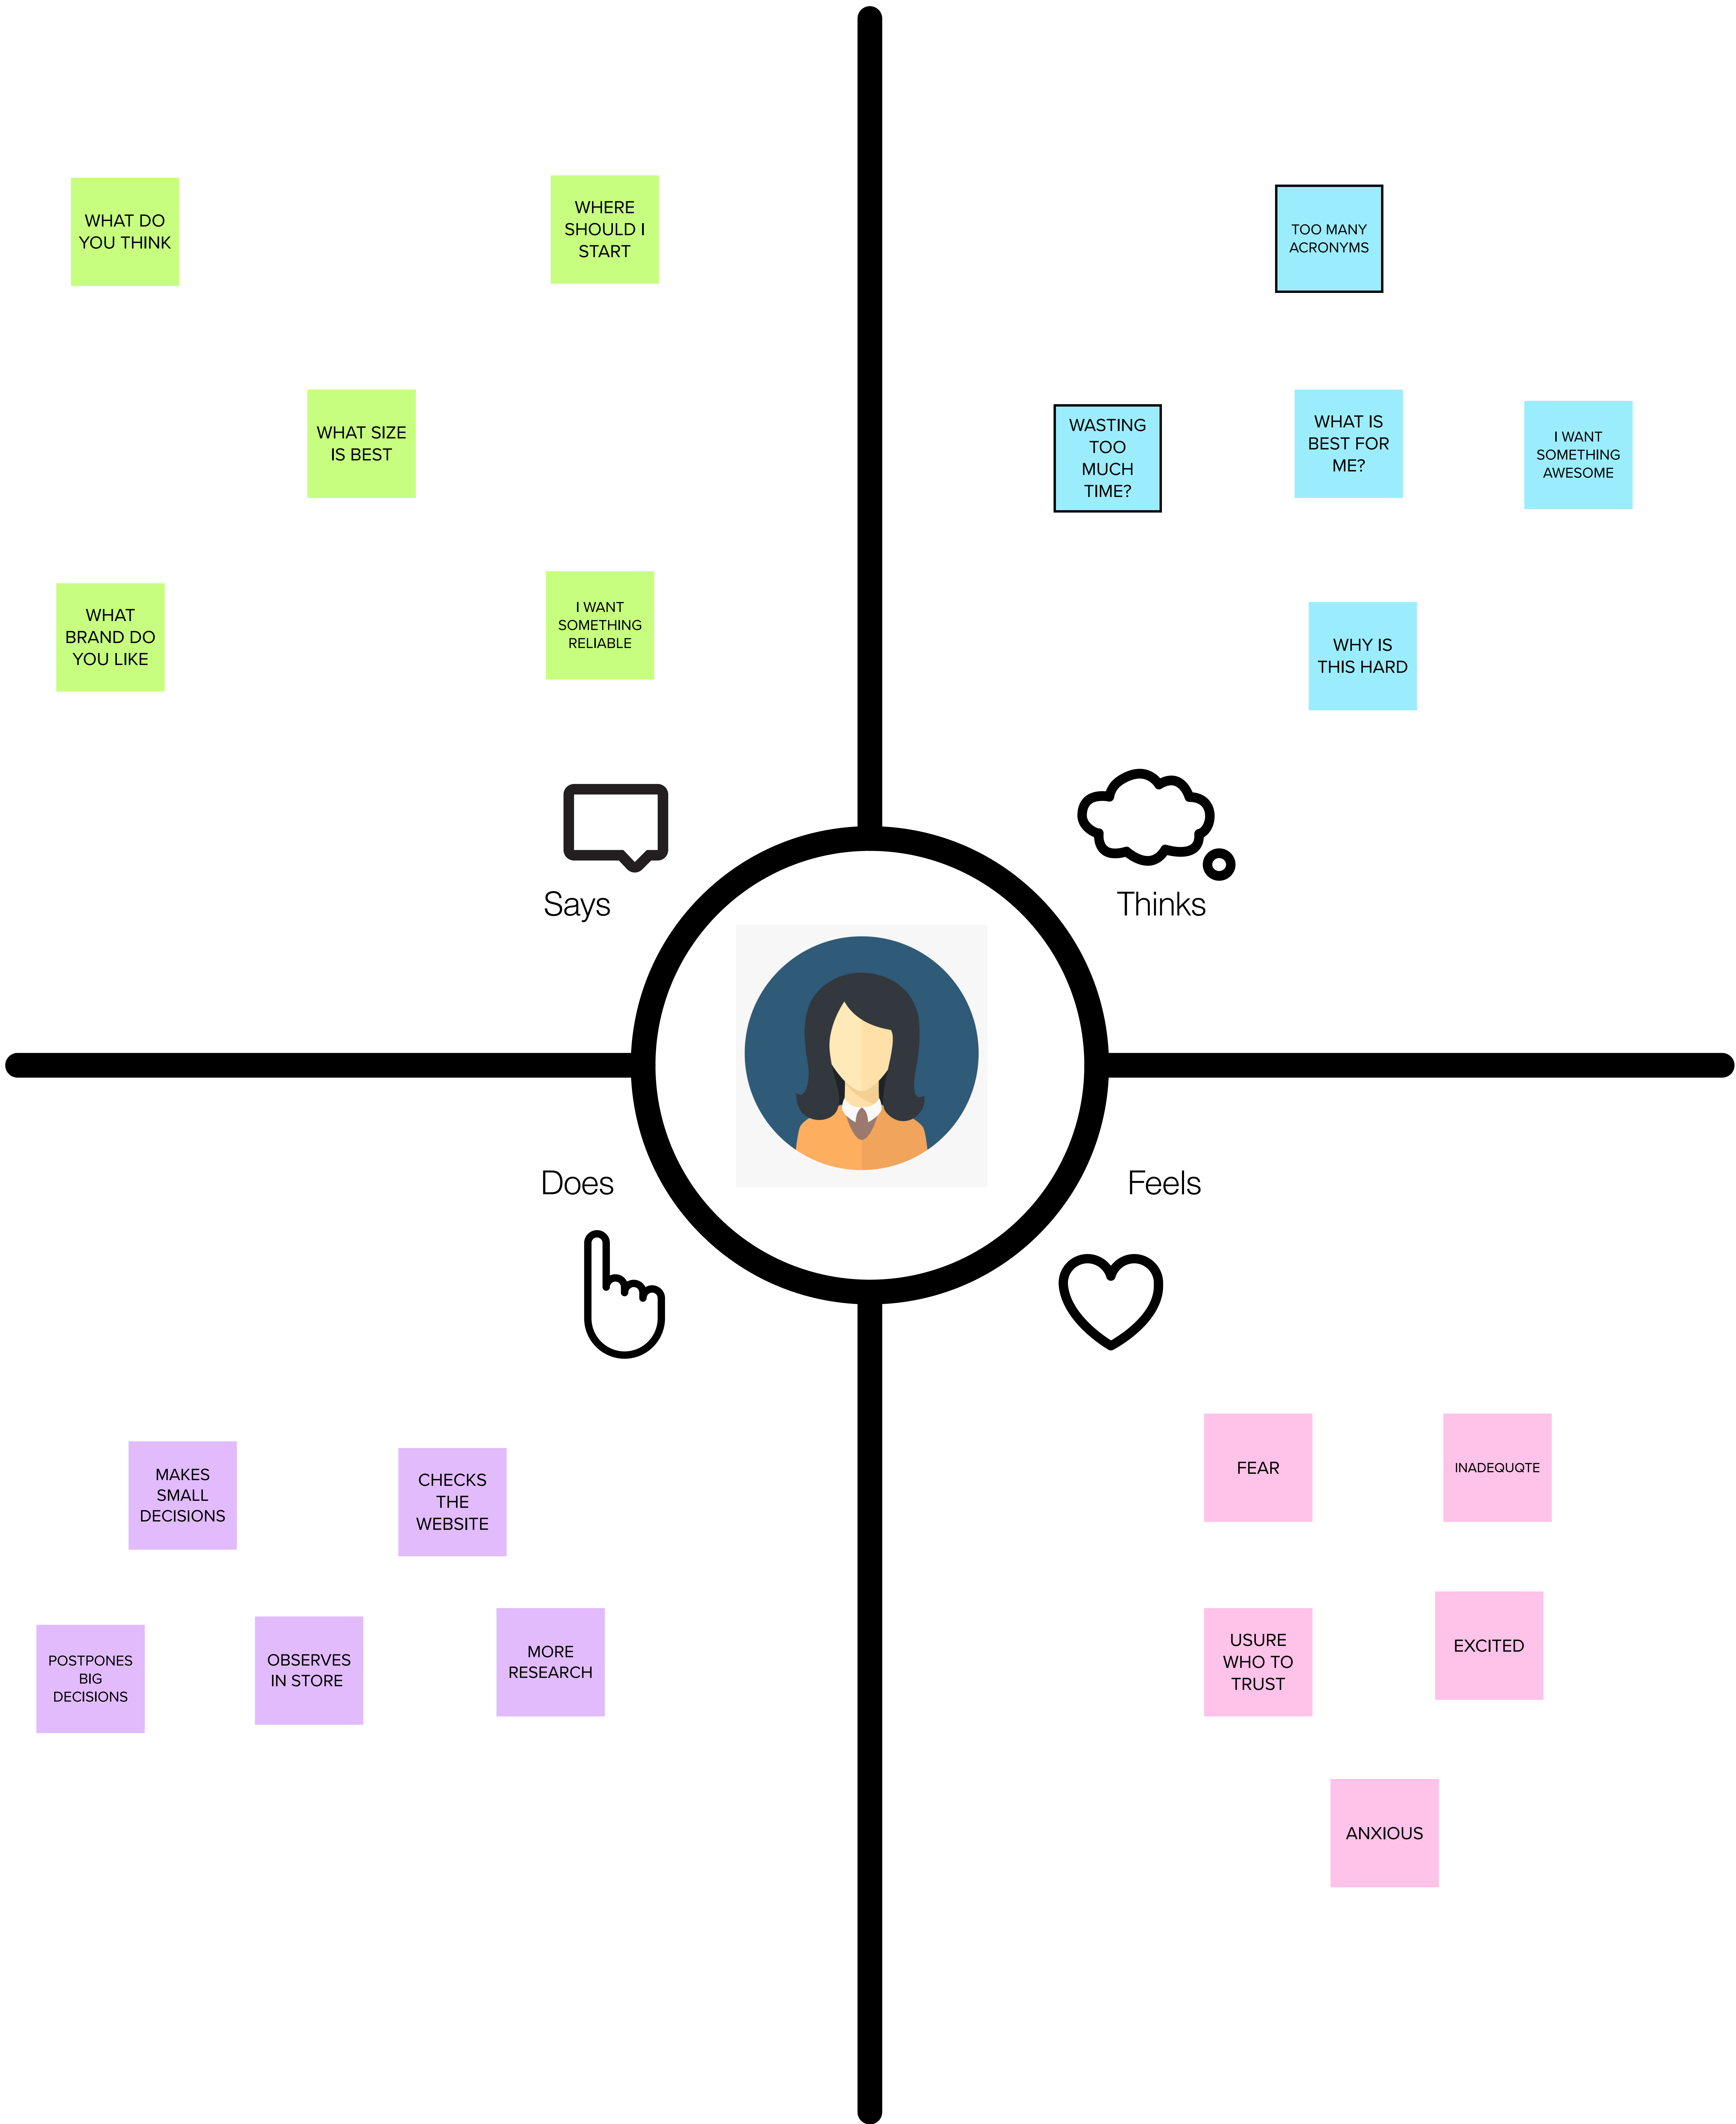 WHAT DO
YOU THINK
WHERE
SHOULD I
START
WHAT SIZE
IS BEST
WHAT
BRAND DO
YOU LIKE
I WANT
SOMETHING
RELIABLE
Says
TOO MANY
ACRONYMS
WASTING
TOO
MUCH
TIME?
WHAT IS
BEST FOR
ME?
I WANT
SOMETHING
AWESOME
WHY IS
THIS HARD
Thinks
Does
MAKES
SMALL
DECISIONS
CHECKS
THE
WEBSITE
POSTPONES
BIG
DECISIONS
OBSERVES
IN STORE
MORE
RESEARCH
Feels
FEAR
INADEQUQTE
USURE
WHO TO
TRUST
EXCITED
ANXIOUS